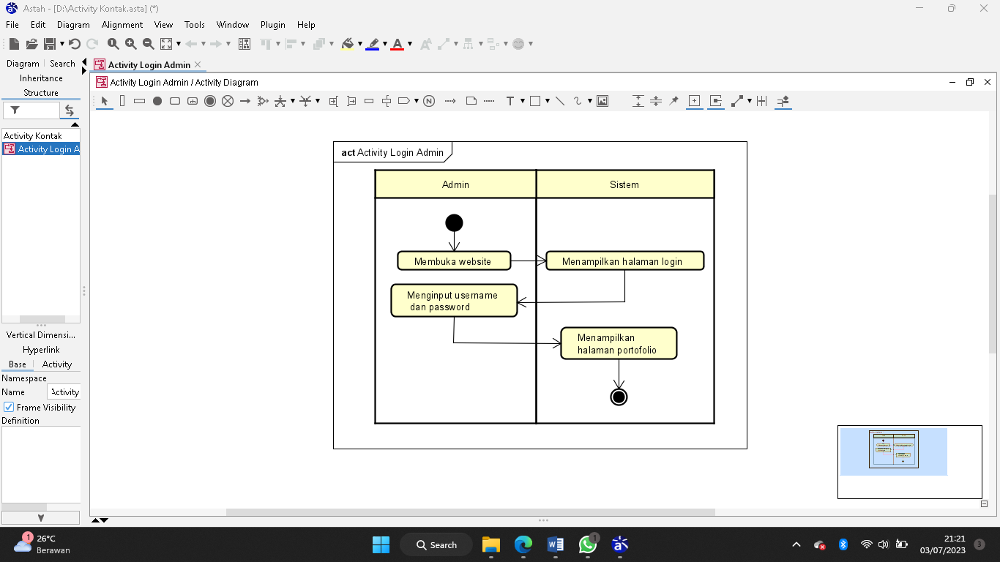 Astah - [D:\Activity Kontak.asta] (*)
File Edit Diagram Alignment View Tools Window Plugin Help
A
Diagram Search
Inheritance
Structure
Activity Login Admin
Activity Login Admin / Activity Diagram
N T
Activity Kontak
Activity Login A
act Activity Login Admin
Admin Sistem
Membuka website
Menampilkan halaman login
Menginput username
dan password
Menampilkan
halaman portofolio
Vertical Dimensi...
Hyperlink
Base Activity
Namespace
Name Activity
Frame Visibility
Definition
1
26°C
Berawan
Search
W
1
21:21
03/07/2023
3